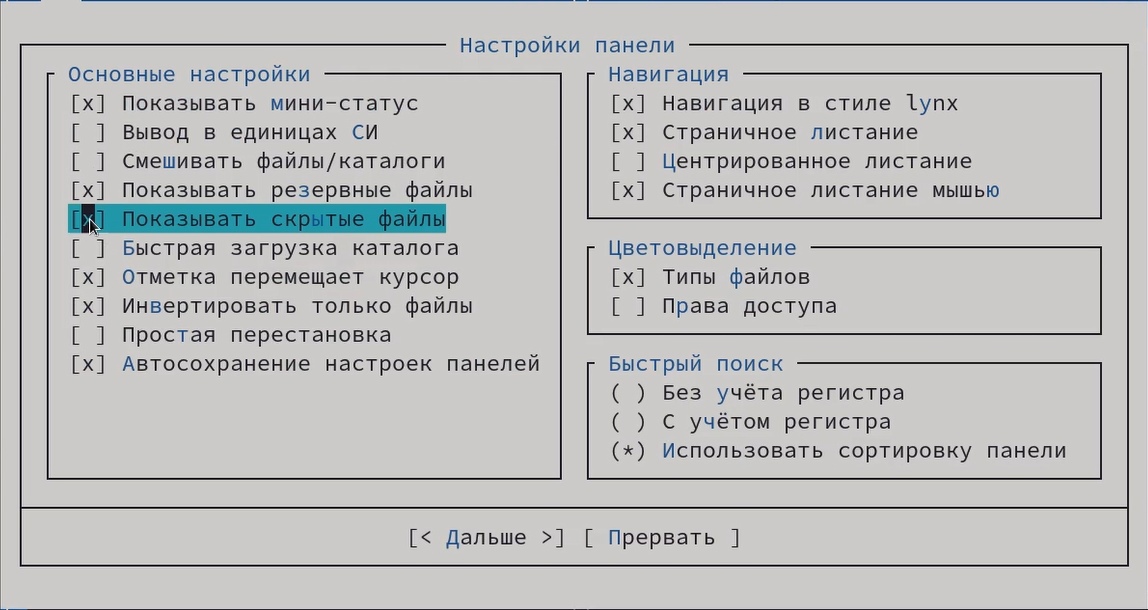 Настройки панели
Основные настройки
[x] Показывать мини-статус
[ ] Вывод в единицах СИ
[ ] Смешивать файлы/каталоги
[x] Показывать резервные файлы
[x] Показывать скрытые файлы
[ ] Быстрая загрузка каталога
[x] Отметка перемещает курсор
[x] Инвертировать только файлы
[ ] Простая перестановка
[x] Автосохранение настроек панелей
Навигация
[x] Навигация в стиле lynx
[x] Страничное листание
[ ] Центрированное листание
[x] Страничное листание мышью
Цветовыделение
[x] Типы файлов
[ ] Права доступа
Быстрый поиск
( ) Без учёта регистра
( ) С учётом регистра
(*) Использовать сортировку панели
[< Дальше >] [ Прервать ]